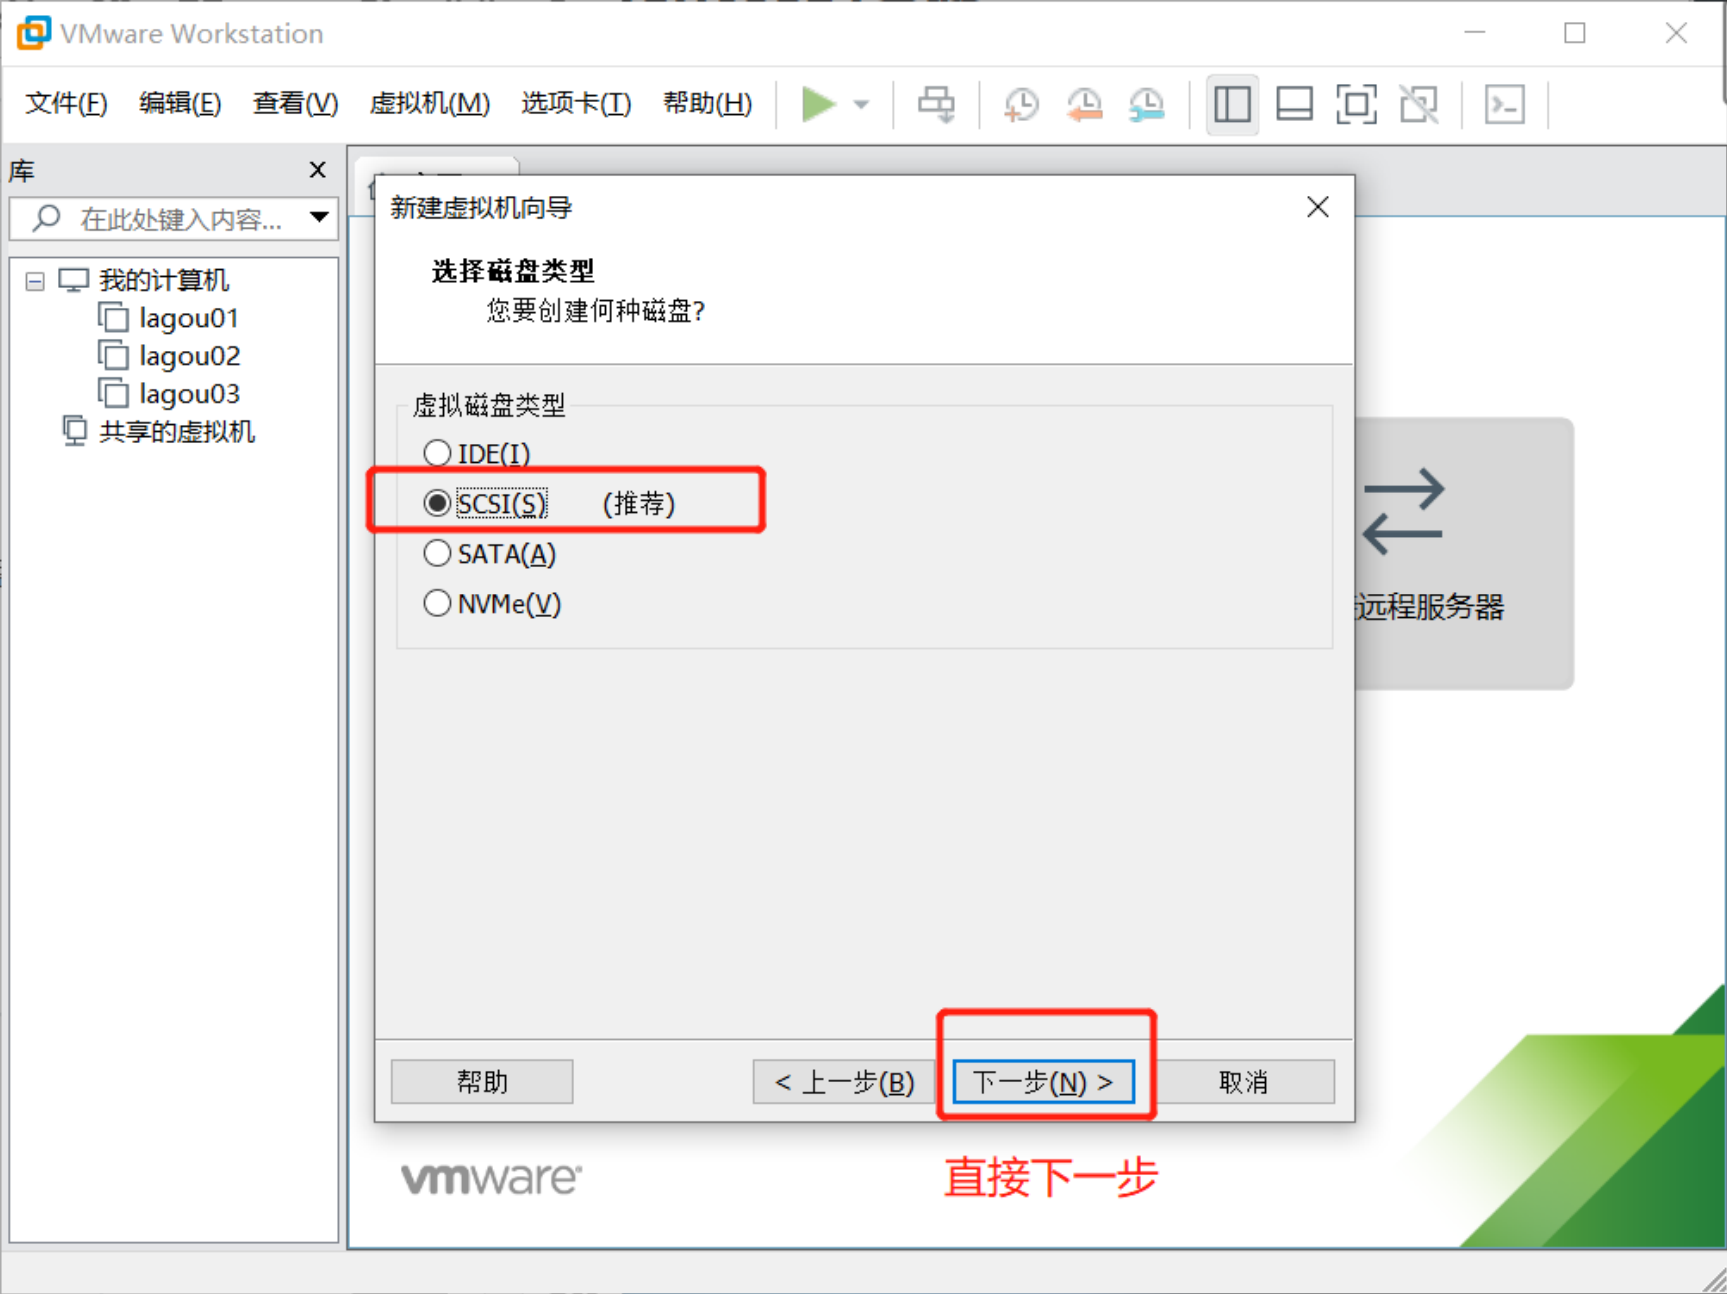 VMware Workstation
文件(F) 编辑(E) 查看(V) 虚拟机(M) 选项卡(T) 帮助(H)
库
在此处键入内容...
我的计算机
lagou01
lagou02
lagou03
共享的虚拟机
新建虚拟机向导
选择磁盘类型
您要创建何种磁盘?
虚拟磁盘类型
IDE(I)
SCSI(S) (推荐)
SATA(A)
NVMe(V)
远程服务器
帮助 < 上一步(B) 下一步(N) > 取消
vmware
直接下一步